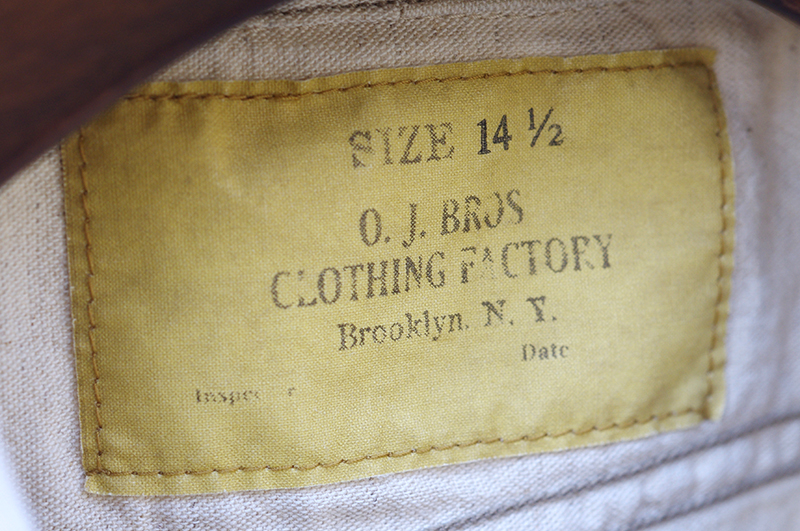 SIZE 14 ½
O. J. BROS
CLOTHING FACTORY
Brooklyn. N. Y.
Date